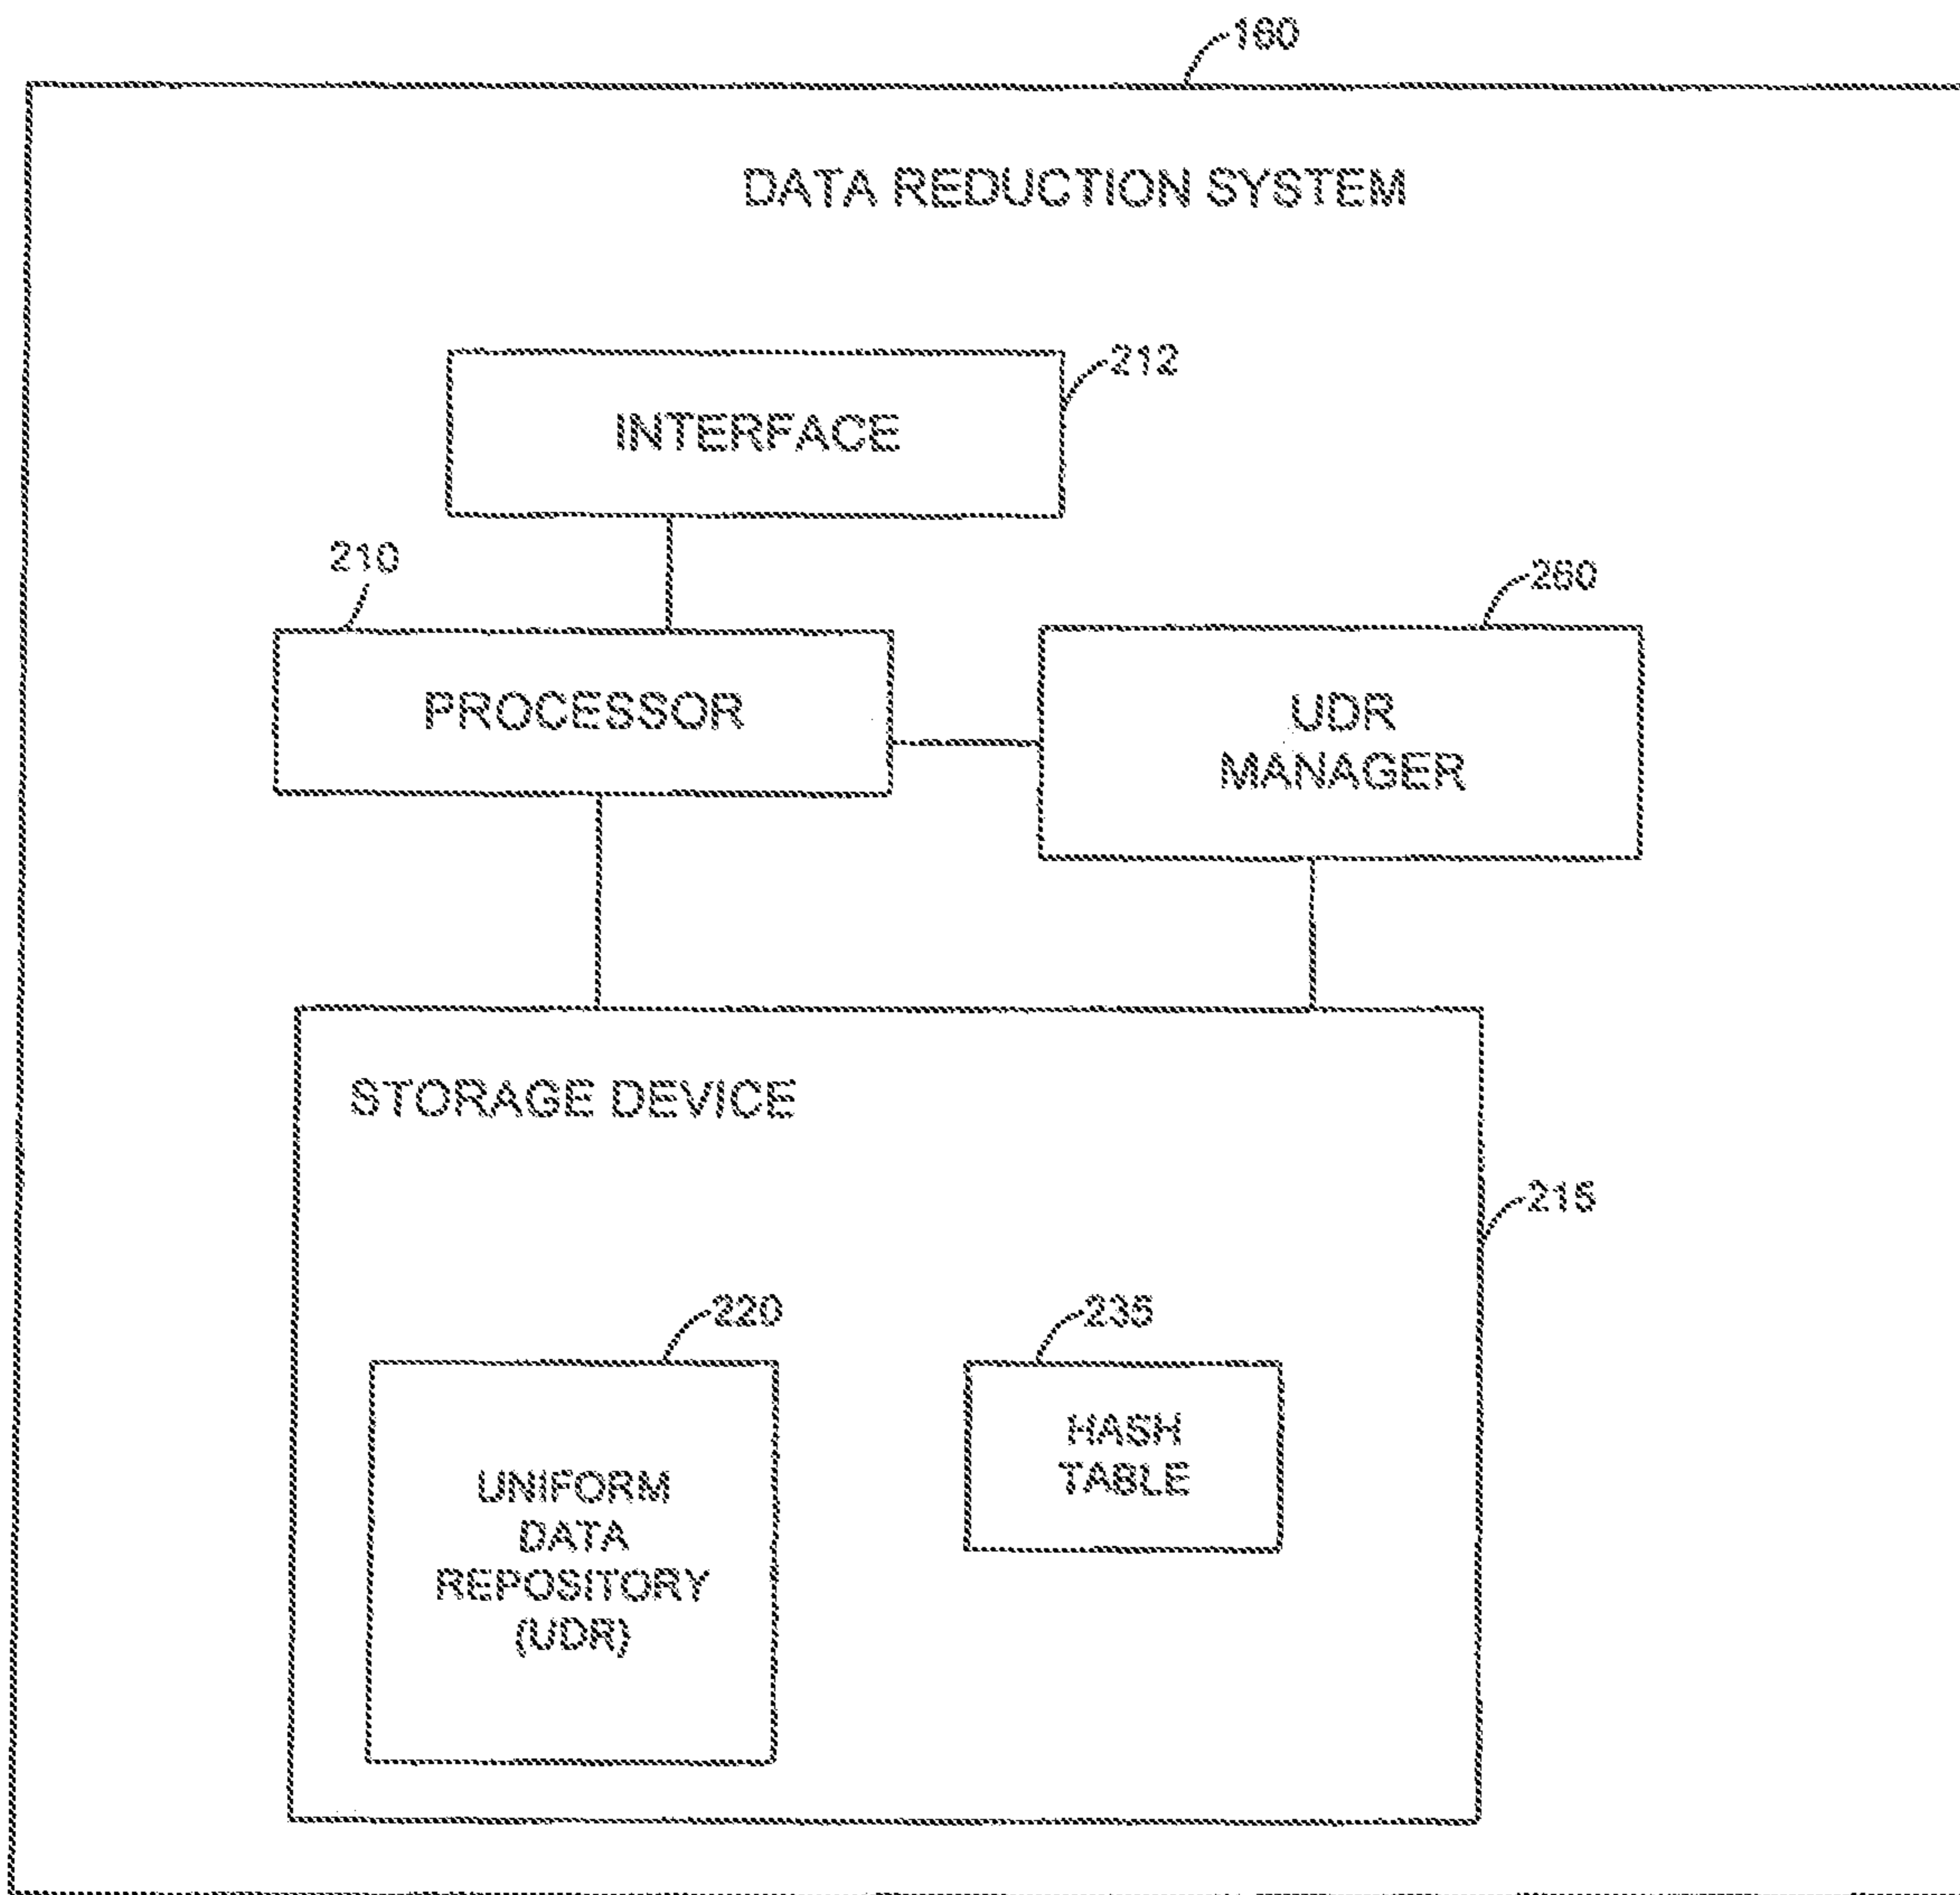 160
DATA REDUCTION SYSTEM
212
INTERFACE
210
260
PROCESSOR
UDR
MANAGER
STORAGE DEVICE
215
220
235
HASH
TABLE
UNIFORM
DATA
REPOSITORY
(UDR)